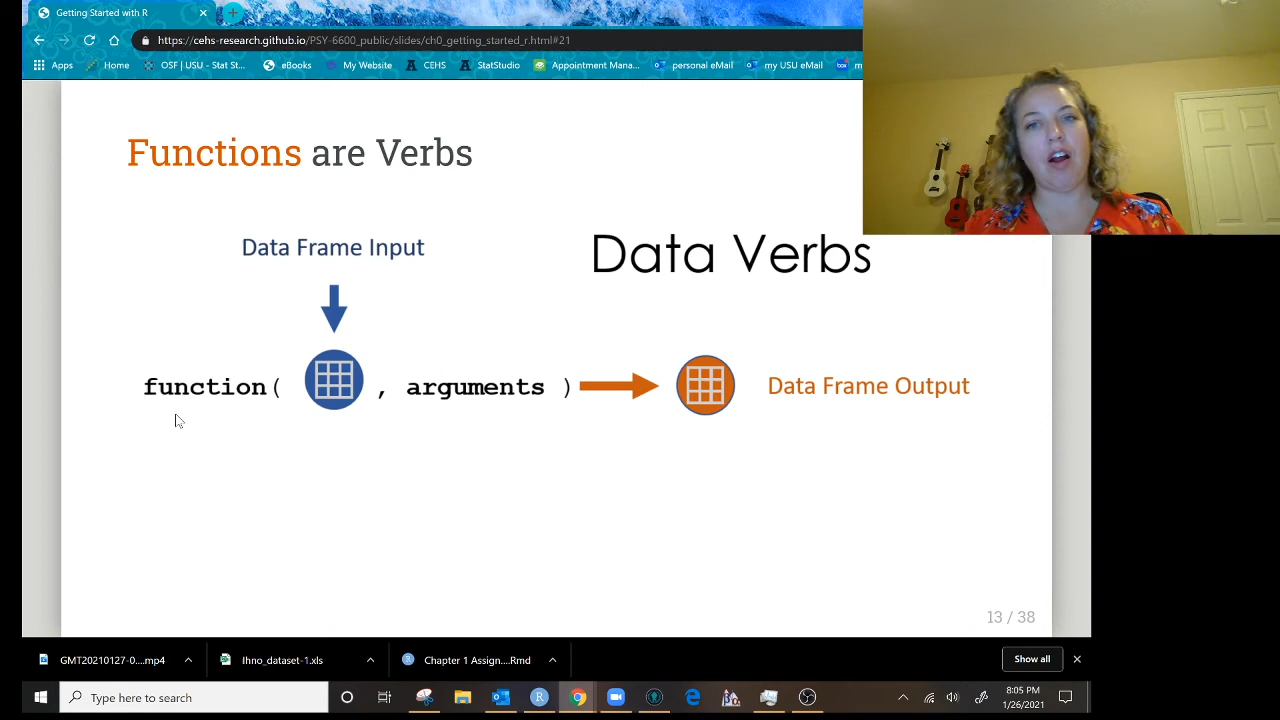 Getting Started with R
https://cehs-research.github.io/PSY-6600_public/slides/ch0_getting_started_r.html#21
Apps Home OSF | USU - Stat St... eBooks My Website CEHS StatStudio Appointment Mana... personal eMail my USU eMail box m
Functions are Verbs
Data Frame Input
Data Verbs
function( , arguments )
Data Frame Output
13 / 38
GMT20210127-0....mp4 Ihno_dataset-1.xls Chapter 1 Assign....Rmd Show all
Type here to search
8:05 PM
1/26/2021